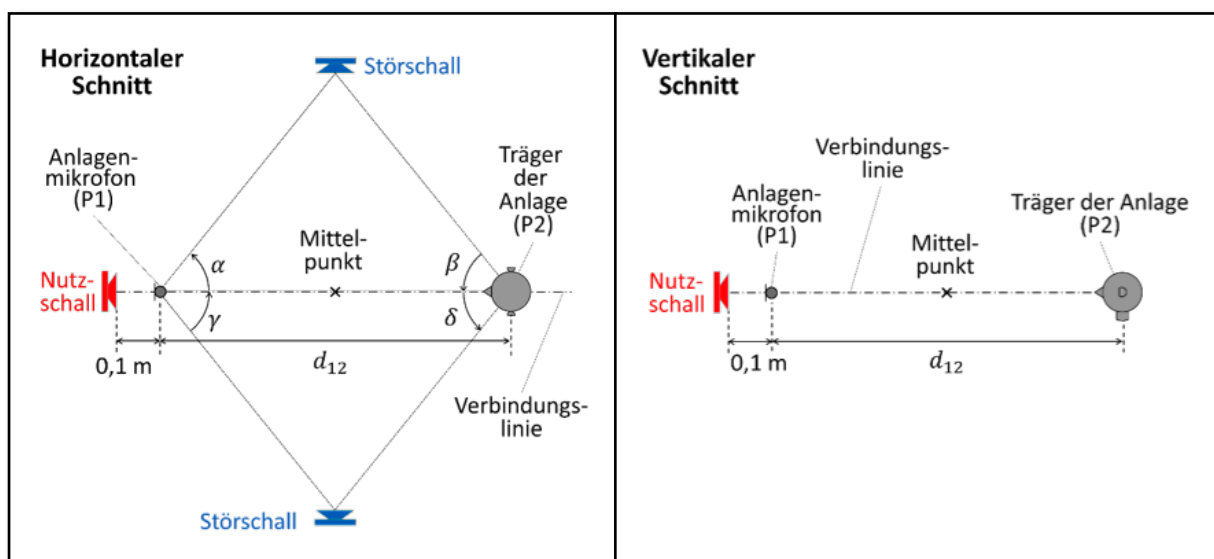 Horizontaler
Schnitt
Störschall
Anlagen-
mikrofon
(P1)
Träger
der
Anlage
(P2)
Mittel-
punkt
α
β
Nutz-
schall
γ
δ
0,1 m
d₁₂
Verbindungs-
linie
Störschall
Vertikaler
Schnitt
Verbindungs-
linie
Anlagen-
mikrofon
(P1)
Träger der Anlage
(P2)
Mittel-
punkt
Nutz-
schall
D
0,1 m
d₁₂